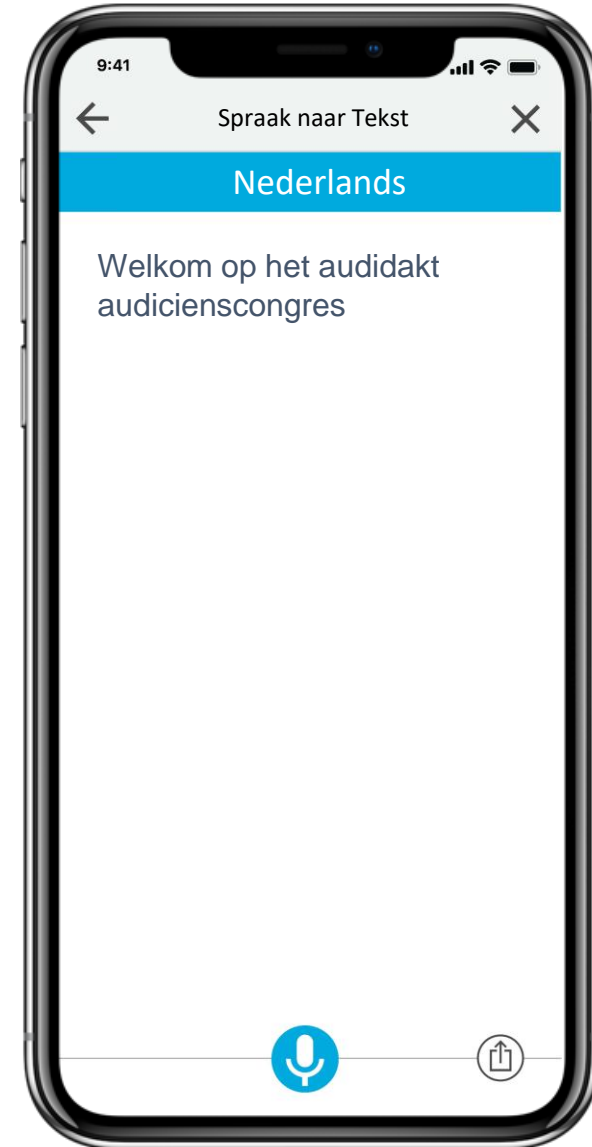 9:41
Spraak naar Tekst
Nederlands
Welkom op het audidakt
audicienscongres